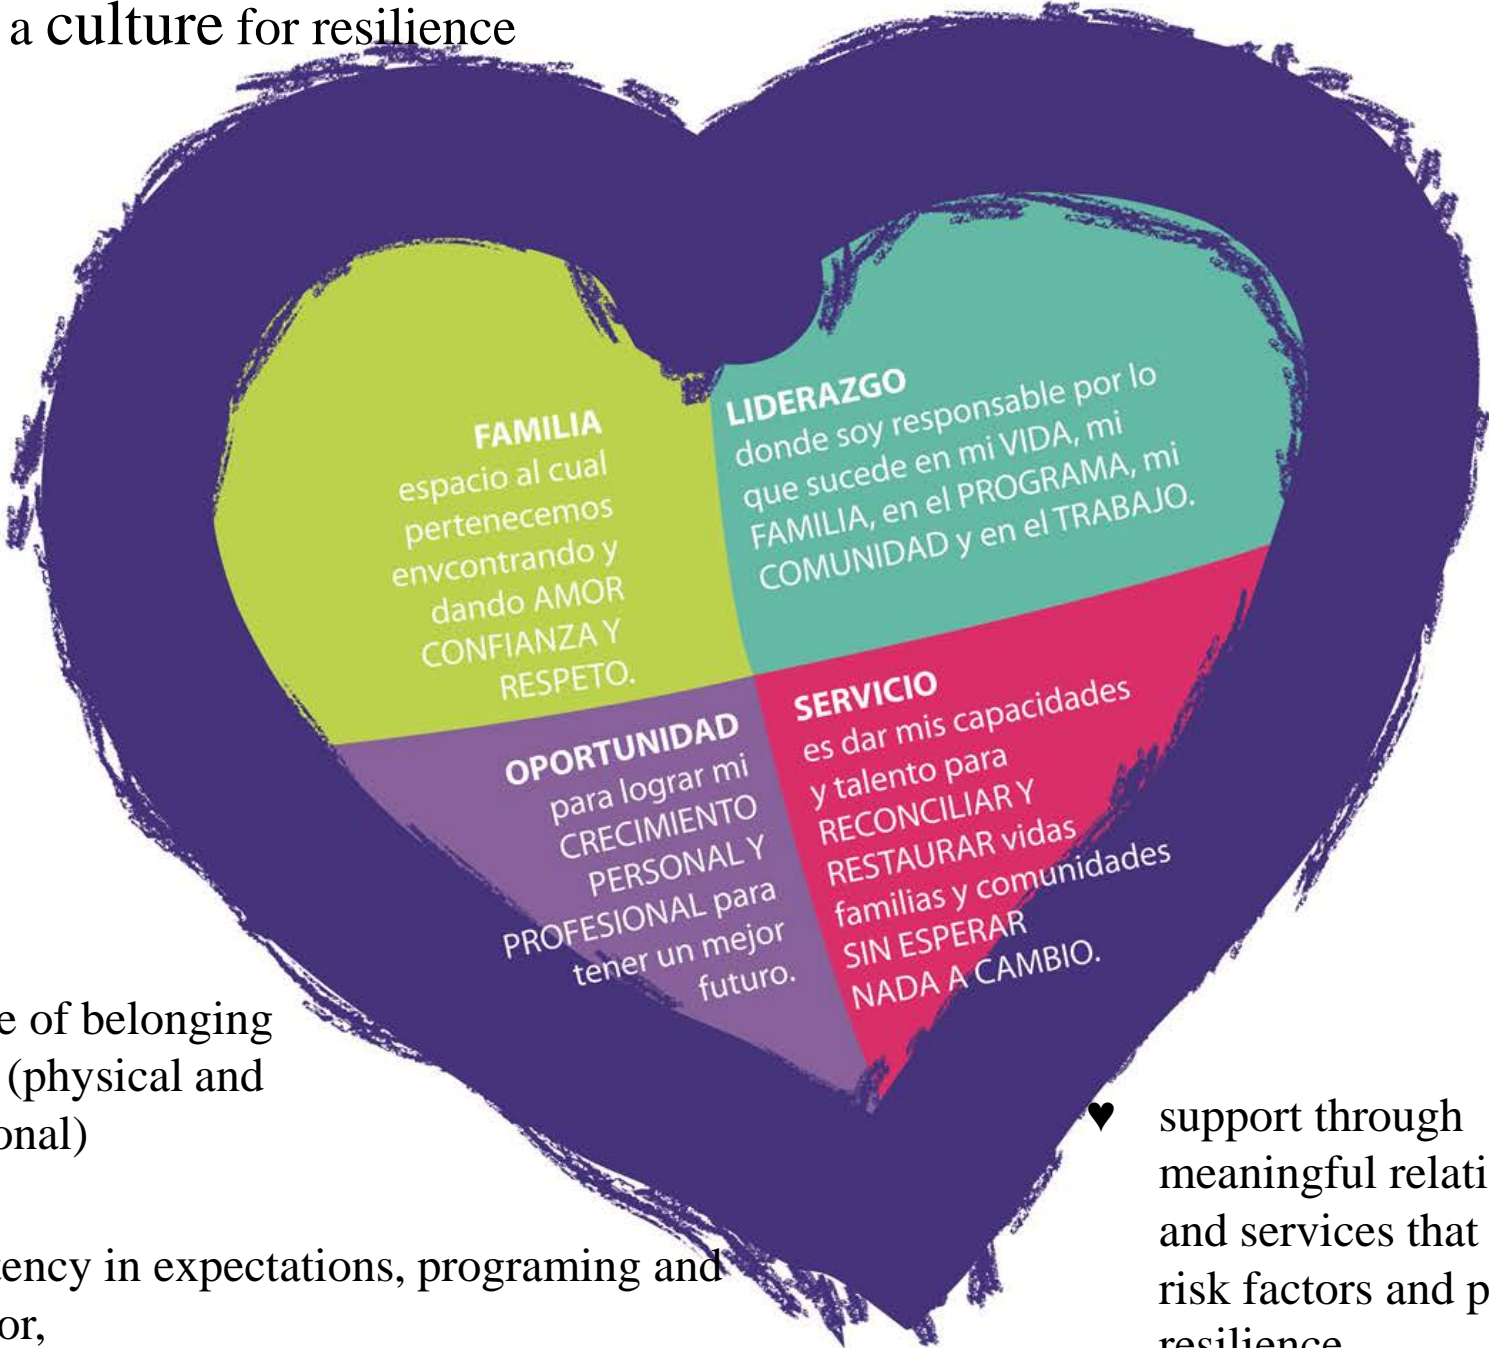 a culture for resilience
FAMILIA
espacio al cual
pertenecemos
envcontrando y
dando AMOR
CONFIANZA Y
RESPETO.
LIDERAZGO
donde soy responsable por lo
que sucede en mi VIDA, mi
FAMILIA, en el PROGRAMA, mi
COMUNIDAD y en el TRABAJO.
OPORTUNIDAD
para lograr mi
CRECIMIENTO
PERSONAL Y
PROFESIONAL para
tener un mejor
futuro.
SERVICIO
es dar mis capacidades
y talento para
RECONCILIAR Y
RESTAURAR vidas
familias y comunidades
SIN ESPERAR
NADA A CAMBIO.
of belonging
(physical and
in expectations, programing and
♥ support through
meaningful
and services that
risk factors and
resilience